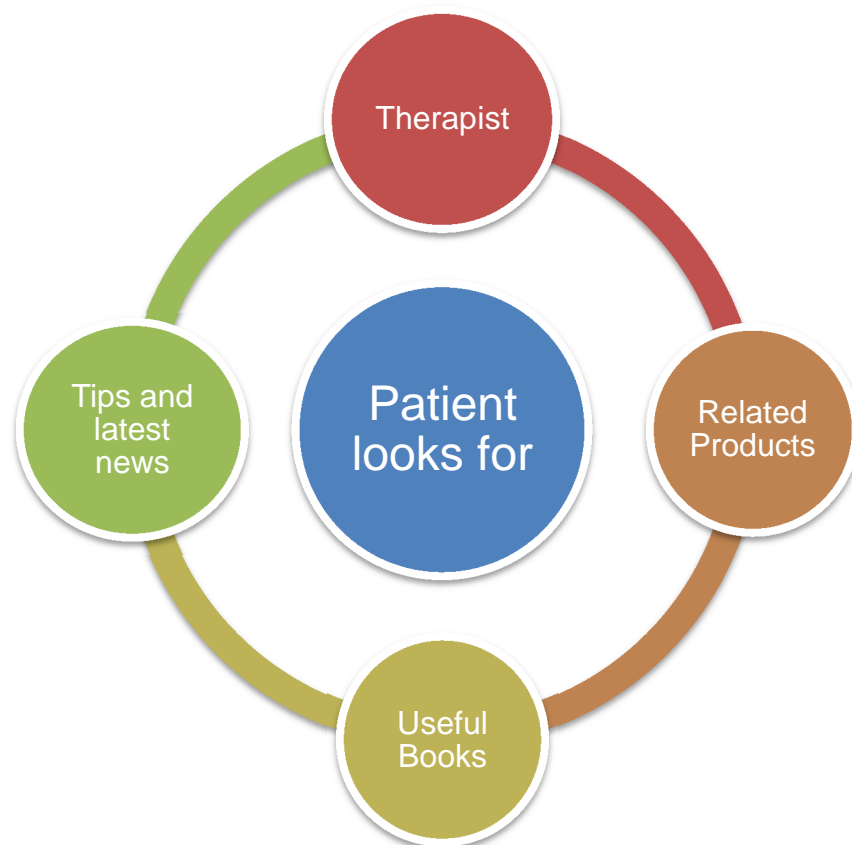 Therapist
Patient
looks for
Related
Products
Useful
Books
Tips and
latest
news